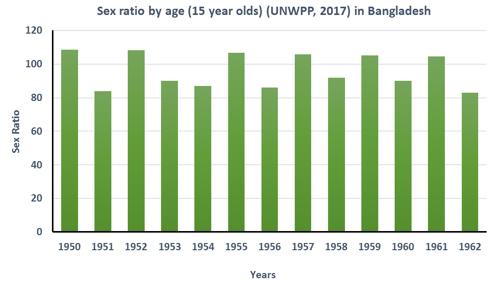 Sex ratio by age (15 year olds) (UNWPP, 2017) in Bangladesh
120
100
80
60
40
20
0
Sex Ratio
1950 1951 1952 1953 1954 1955 1956 1957 1958 1959 1960 1961 1962
Years